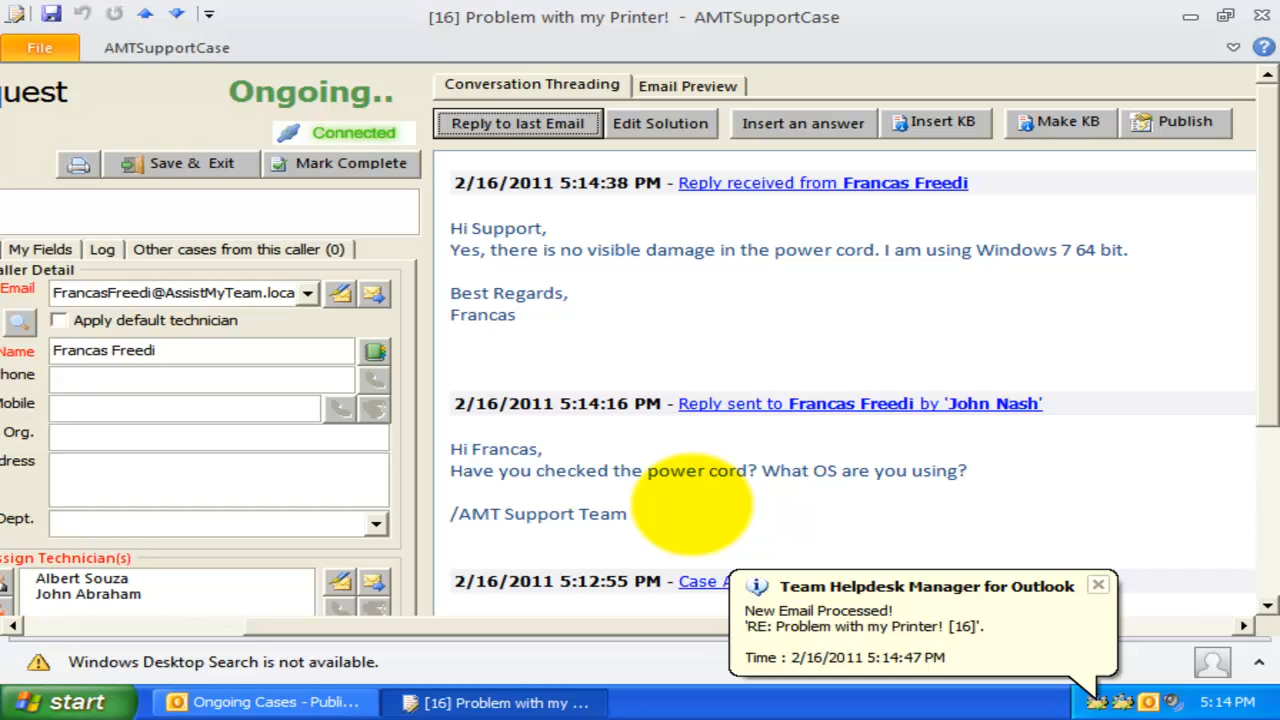 [16] Problem with my Printer! - AMTSupportCase
File
AMTSupportCase
uest
Ongoing..
Connected
Save & Exit
Mark Complete
My Fields
Log
Other cases from this caller (0)
aller Detail
Email
FrancasFreedi@AssistMyTeam.loca
Apply default technician
Name
Francas Freedi
hone
Mobile
Org.
dress
Dept.
ssign Technician(s)
Albert Souza
John Abraham
Conversation Threading
Email Preview
Reply to last Email
Edit Solution
Insert an answer
Insert KB
Make KB
Publish
2/16/2011 5:14:38 PM - Reply received from Francas Freedi
Hi Support,
Yes, there is no visible damage in the power cord. I am using Windows 7 64 bit.
Best Regards,
Francas
2/16/2011 5:14:16 PM - Reply sent to Francas Freedi by 'John Nash'
Hi Francas,
Have you checked the power cord? What OS are you using?
/AMT Support Team
2/16/2011 5:12:55 PM - Case A
Team Helpdesk Manager for Outlook
New Email Processed!
'RE: Problem with my Printer! [16]'.
Time : 2/16/2011 5:14:47 PM
Windows Desktop Search is not available.
start
Ongoing Cases - Publi...
[16] Problem with my ...
5:14 PM